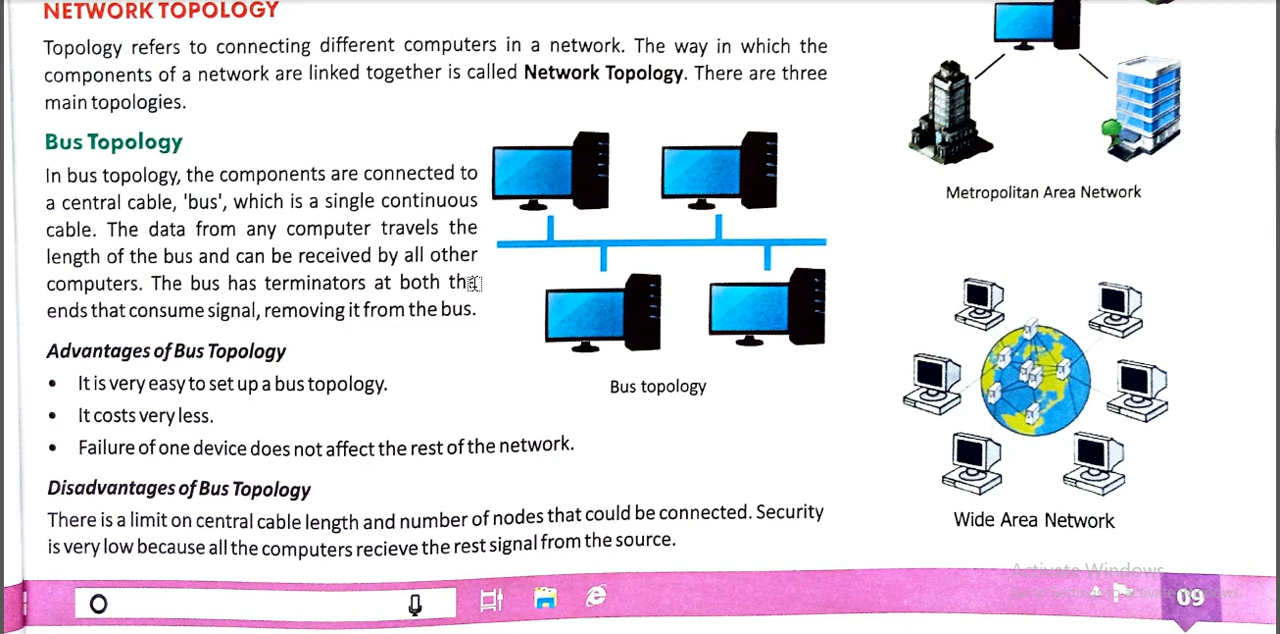 NETWORK TOPOLOGY
Topology refers to connecting different computers in a network. The way in which the
components of a network are linked together is called Network Topology. There are three
main topologies.
Bus Topology
In bus topology, the components are connected to
a central cable, 'bus', which is a single continuous
cable. The data from any computer travels the
length of the bus and can be received by all other
computers. The bus has terminators at both the
ends that consume signal, removing it from the bus.
Advantages of Bus Topology
• It is very easy to set up a bus topology.
• It costs very less.
• Failure of one device does not affect the rest of the network.
Disadvantages of Bus Topology
There is a limit on central cable length and number of nodes that could be connected. Security
is very low because all the computers recieve the rest signal from the source.
Bus topology
Metropolitan Area Network
Wide Area Network
Activate Windows
09